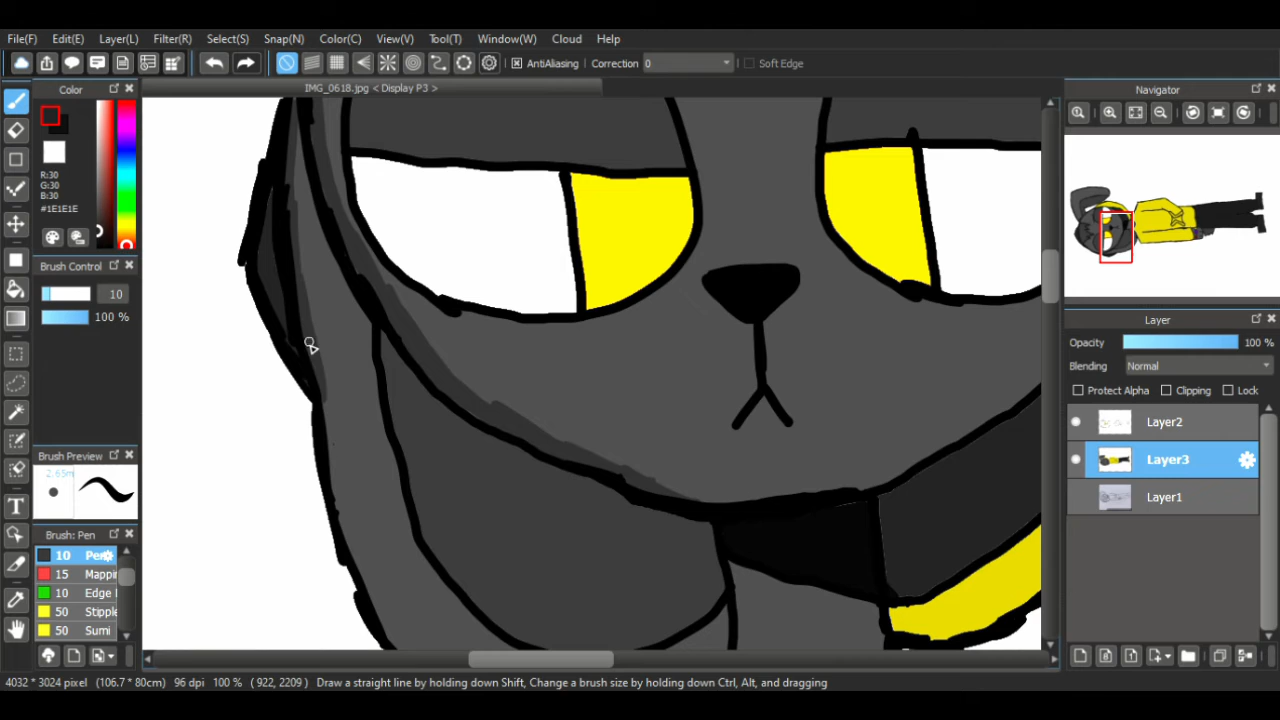 File(F) Edit(E) Layer(L) Filter(R) Select(S) Snap(N) Color(C) View(V) Tool(T) Window(W) Cloud Help
AntiAliasing Correction 0 Soft Edge
IMG_0618.jpg < Display P3 >
Color
R:30
G:30
B:30
#1E1E1E
Brush Control
10
100 %
Brush Preview
2.65m
Brush: Pen
10 Pen
15 Mappin
10 Edge
50 Stipple
50 Sumi
T
Navigator
Layer
Opacity 100 %
Blending Normal
Protect Alpha Clipping Lock
Layer2
Layer3
Layer1
4032 * 3024 pixel (106.7 * 80cm) 96 dpi 100 % ( 922, 2209 ) Draw a straight line by holding down Shift, Change a brush size by holding down Ctrl, Alt, and dragging